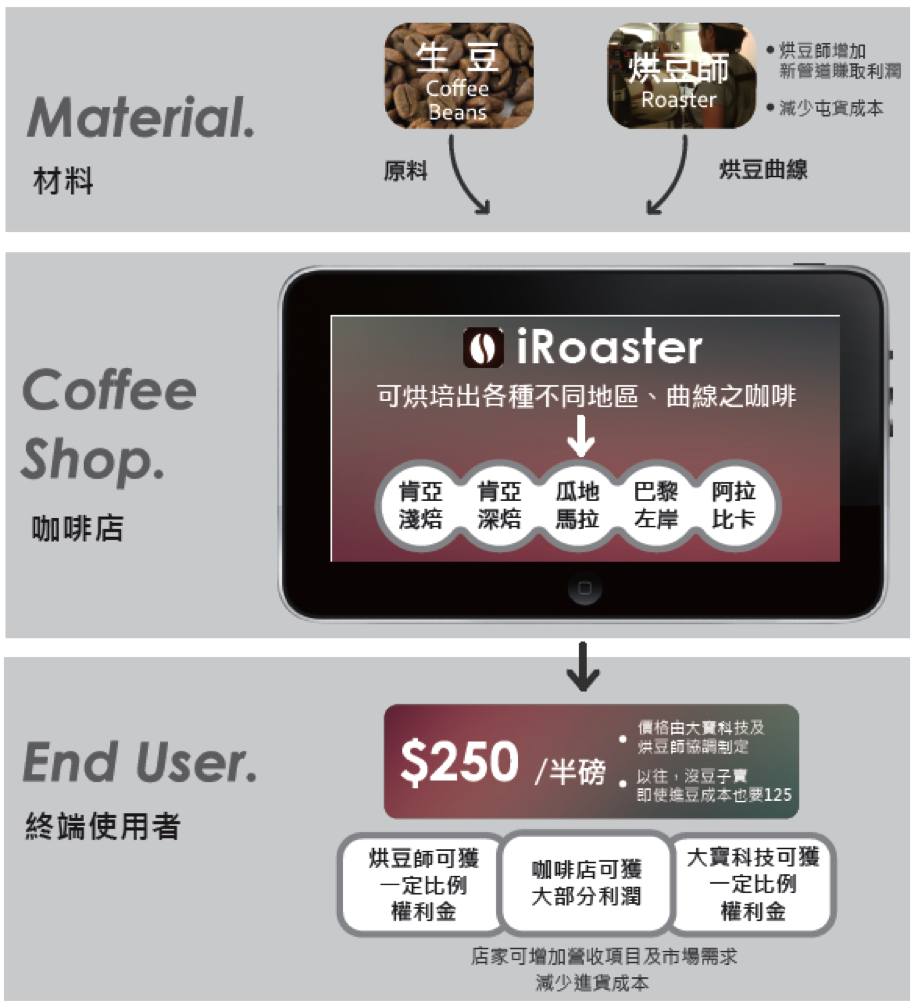 Material.
材料
生豆
Coffee
Beans
烘豆師
Roaster
•烘豆師增加
新管道賺取利潤
•減少屯貨成本
原料
烘豆曲線
Coffee
Shop.
咖啡店
iRoaster
可烘培出各種不同地區、曲線之咖啡
肯亞
淺焙
肯亞
深焙
瓜地
馬拉
巴黎
左岸
阿拉
比卡
End User.
終端使用者
$250 /半磅
•價格由大寶科技及
烘豆師協調制定
•以往，沒豆子賣
即使進豆成本也要125
烘豆師可獲
一定比例
權利金
咖啡店可獲
大部分利潤
大寶科技可獲
一定比例
權利金
店家可增加營收項目及市場需求
減少進貨成本